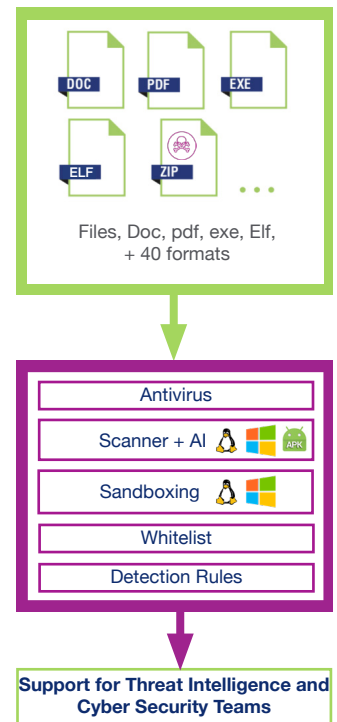 DOC PDF EXE
ELF ZIP
Files, Doc, pdf, exe, Elf,
+ 40 formats
Antivirus
Scanner + AI APK
Sandboxing
Whitelist
Detection Rules
Support for Threat Intelligence and
Cyber Security Teams